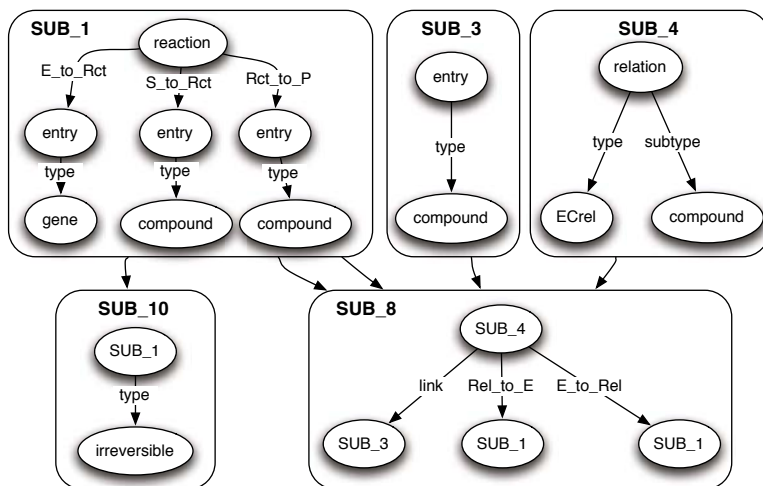 SUB_1
reaction
E_to_Rct
S_to_Rct
Rct_to_P
entry
entry
entry
type
type
type
gene
compound
compound
SUB_3
entry
type
compound
SUB_4
relation
type
subtype
ECrel
compound
SUB_10
SUB_1
type
irreversible
SUB_8
SUB_4
link
Rel_to_E
E_to_Rel
SUB_3
SUB_1
SUB_1